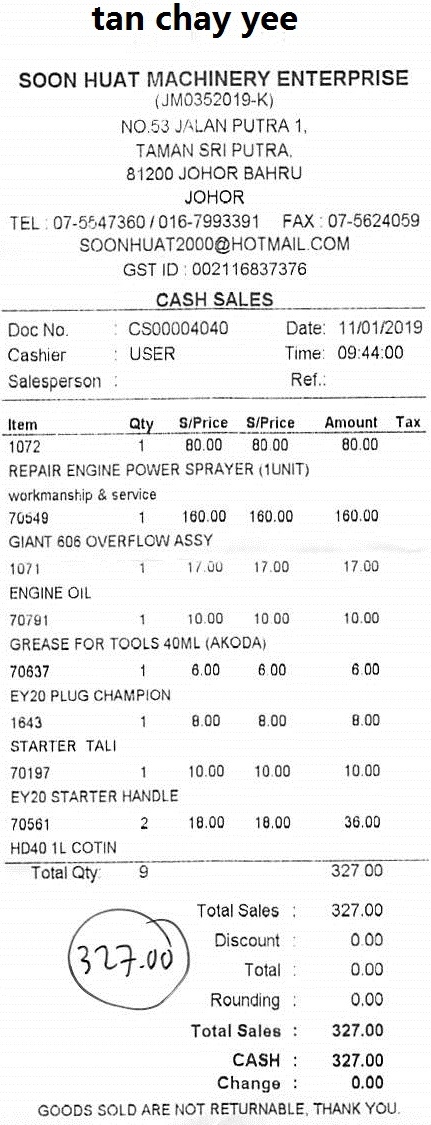 tan chay yee
SOON HUAT MACHINERY ENTERPRISE
(JM0352019-K)
NO.53 JALAN PUTRA 1,
TAMAN SRI PUTRA,
81200 JOHOR BAHRU
JOHOR
TEL : 07-5547360 / 016-7993391 FAX : 07-5624059
SOONHUAT2000@HOTMAIL.COM
GST ID : 002116837376
CASH SALES
Doc No. : CS00004040 Date: 11/01/2019
Cashier : USER Time: 09:44:00
Salesperson : Ref.:
Item Qty S/Price S/Price Amount Tax
1072 1 80.00 80.00 80.00
REPAIR ENGINE POWER SPRAYER (1UNIT)
workmanship & service
70549 1 160.00 160.00 160.00
GIANT 606 OVERFLOW ASSY
1071 1 17.00 17.00 17.00
ENGINE OIL
70791 1 10.00 10.00 10.00
GREASE FOR TOOLS 40ML (AKODA)
70637 1 6.00 6.00 6.00
EY20 PLUG CHAMPION
1643 1 8.00 8.00 8.00
STARTER TALI
70197 1 10.00 10.00 10.00
EY20 STARTER HANDLE
70561 2 18.00 18.00 36.00
HD40 1L COTIN
Total Qty: 9 327.00
Total Sales : 327.00
Discount : 0.00
327.00
Total : 0.00
Rounding : 0.00
Total Sales : 327.00
CASH : 327.00
Change : 0.00
GOODS SOLD ARE NOT RETURNABLE, THANK YOU.